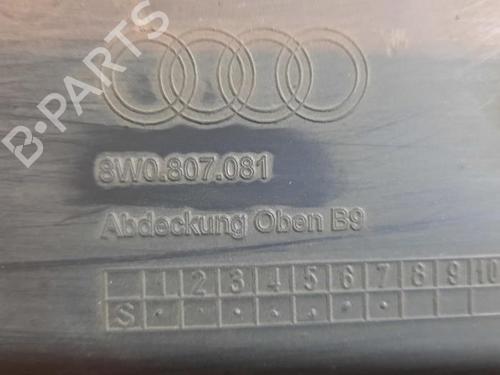 B-PARTS
8W0.807.081
Abdeckung Oben B9
1 2 3 4 5 6 7 8 9 10
S